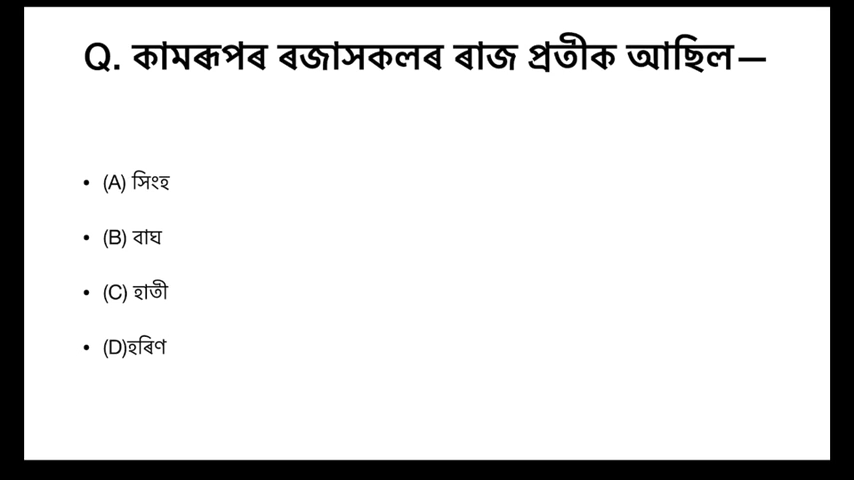 Q. কামৰূপৰ ৰজাসকলৰ ৰাজ প্ৰতীক আছিল—
• (A) সিংহ
• (B) বাঘ
• (C) হাতী
• (D)হৰিণ